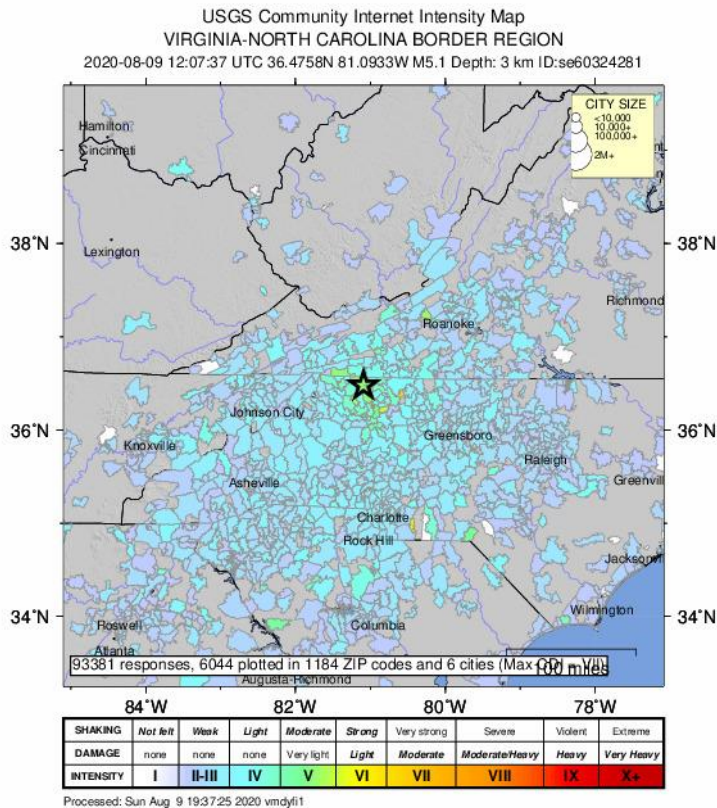 USGS Community Internet Intensity Map
VIRGINIA-NORTH CAROLINA BORDER REGION
2020-08-09 12:07:37 UTC 36.4758N 81.0933W M5.1 Depth: 3 km ID:se60324281
CITY SIZE
<10,000
10,000+
100,000+
2M+
Hamilton
Cincinnati
38°N
38°N
Lexington
Richmond
Roanoke
Johnson City
36°N
36°N
Knoxville
Greensboro
Raleigh
Asheville
Greenvill
Charlotte
Rock Hill
Jacksonvi
34°N
34°N
Roswell
Columbia
Wilmington
Atlanta
93381 responses, 6044 plotted in 1184 ZIP codes and 6 cities (Max CDI = VII)
100 miles
Augusta-Richmond
84°W 82°W 80°W 78°W
SHAKING Not felt Weak Light Moderate Strong Very strong Severe Violent Extreme
DAMAGE none none none Very light Light Moderate Moderate/Heavy Heavy Very Heavy
INTENSITY I II-III IV V VI VII VIII IX X+
Processed: Sun Aug 9 19:37:25 2020 vmdyfi1